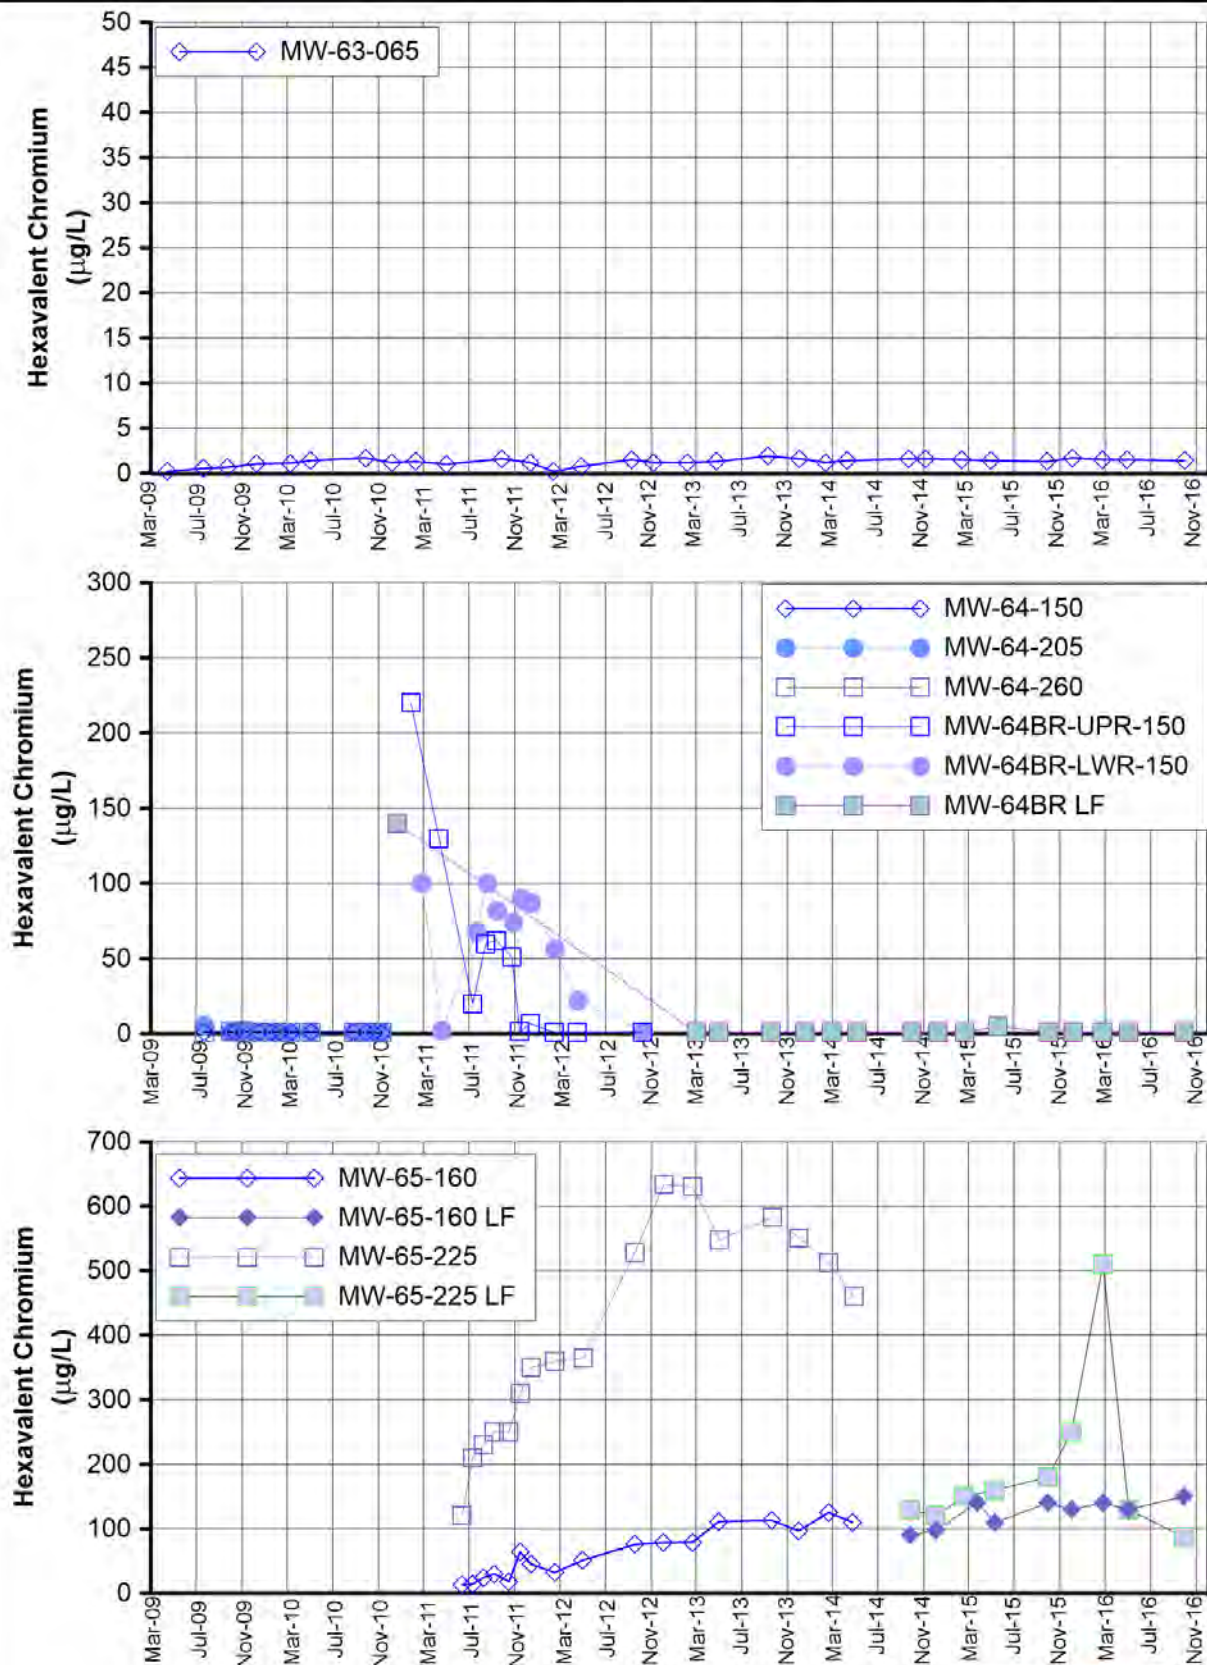 Hexavalent Chromium
(µg/L)
50
45
40
35
30
25
20
15
10
5
0
MW-63-065
Mar-09 Jul-09 Nov-09 Mar-10 Jul-10 Nov-10 Mar-11 Jul-11 Nov-11 Mar-12 Jul-12 Nov-12 Mar-13 Jul-13 Nov-13 Mar-14 Jul-14 Nov-14 Mar-15 Jul-15 Nov-15 Mar-16 Jul-16 Nov-16
Hexavalent Chromium
(µg/L)
300
250
200
150
100
50
0
MW-64-150
MW-64-205
MW-64-260
MW-64BR-UPR-150
MW-64BR-LWR-150
MW-64BR LF
Mar-09 Jul-09 Nov-09 Mar-10 Jul-10 Nov-10 Mar-11 Jul-11 Nov-11 Mar-12 Jul-12 Nov-12 Mar-13 Jul-13 Nov-13 Mar-14 Jul-14 Nov-14 Mar-15 Jul-15 Nov-15 Mar-16 Jul-16 Nov-16
Hexavalent Chromium
(µg/L)
700
600
500
400
300
200
100
0
MW-65-160
MW-65-160 LF
MW-65-225
MW-65-225 LF
Mar-09 Jul-09 Nov-09 Mar-10 Jul-10 Nov-10 Mar-11 Jul-11 Nov-11 Mar-12 Jul-12 Nov-12 Mar-13 Jul-13 Nov-13 Mar-14 Jul-14 Nov-14 Mar-15 Jul-15 Nov-15 Mar-16 Jul-16 Nov-16